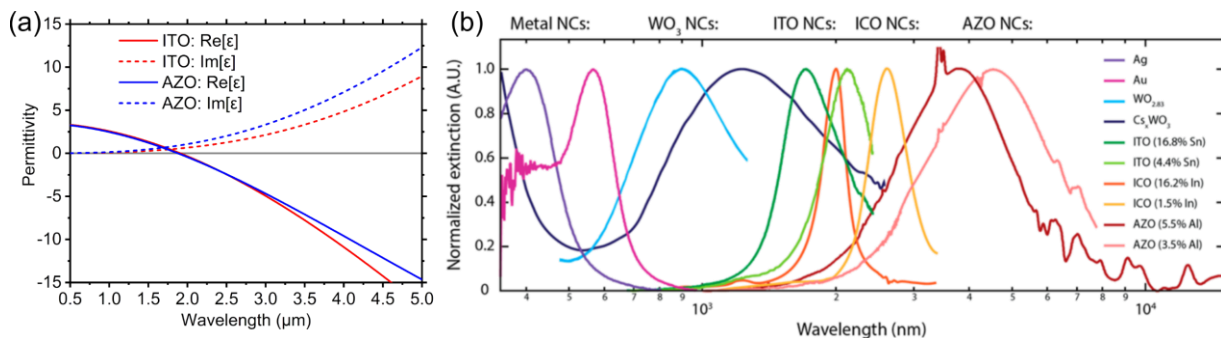 (a)
ITO: Re[ε]
ITO: Im[ε]
AZO: Re[ε]
AZO: Im[ε]
Permittivity
15
10
5
0
-5
-10
-15
0.5 1.0 1.5 2.0 2.5 3.0 3.5 4.0 4.5 5.0
Wavelength (µm)
(b)
Metal NCs: WO₃ NCs: ITO NCs: ICO NCs: AZO NCs:
Normalized extinction (A.U.)
1.0
0.8
0.6
0.4
0.2
0
Ag
Au
WO₂.₈₃
CsₓWO₃
ITO (16.8% Sn)
ITO (4.4% Sn)
ICO (16.2% In)
ICO (1.5% In)
AZO (5.5% Al)
AZO (3.5% Al)
4 5 6 7 8 9 10³ 2 3 4 5 6 7 8 9 10⁴
Wavelength (nm)